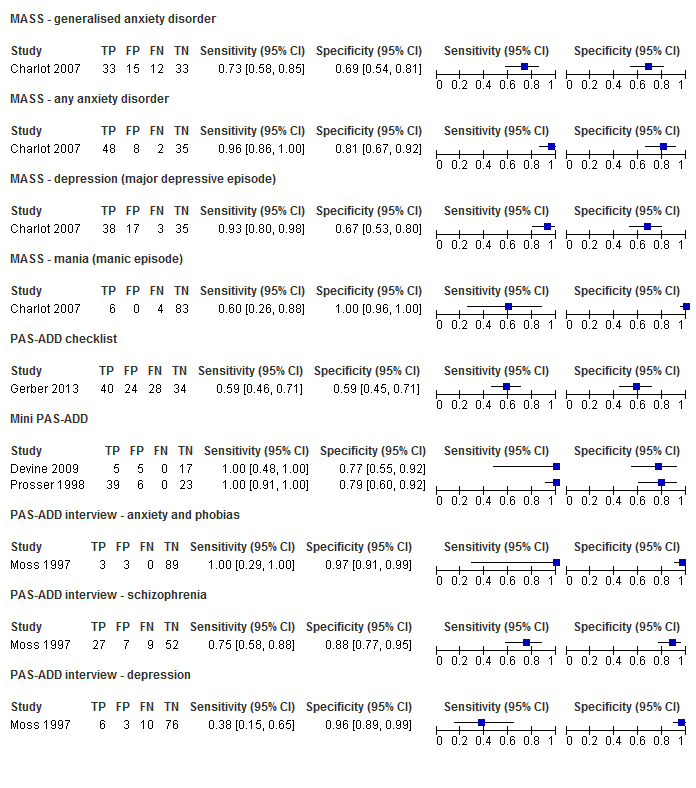 MASS - generalised anxiety disorder
Study TP FP FN TN Sensitivity (95% CI) Specificity (95% CI) Sensitivity (95% CI) Specificity (95% CI)
Charlot 2007 33 15 12 33 0.73 [0.58, 0.85] 0.69 [0.54, 0.81]
0 0.2 0.4 0.6 0.8 1 0 0.2 0.4 0.6 0.8 1
MASS - any anxiety disorder
Study TP FP FN TN Sensitivity (95% CI) Specificity (95% CI) Sensitivity (95% CI) Specificity (95% CI)
Charlot 2007 48 8 2 35 0.96 [0.86, 1.00] 0.81 [0.67, 0.92]
0 0.2 0.4 0.6 0.8 1 0 0.2 0.4 0.6 0.8 1
MASS - depression (major depressive episode)
Study TP FP FN TN Sensitivity (95% CI) Specificity (95% CI) Sensitivity (95% CI) Specificity (95% CI)
Charlot 2007 38 17 3 35 0.93 [0.80, 0.98] 0.67 [0.53, 0.80]
0 0.2 0.4 0.6 0.8 1 0 0.2 0.4 0.6 0.8 1
MASS - mania (manic episode)
Study TP FP FN TN Sensitivity (95% CI) Specificity (95% CI) Sensitivity (95% CI) Specificity (95% CI)
Charlot 2007 6 0 4 83 0.60 [0.26, 0.88] 1.00 [0.96, 1.00]
0 0.2 0.4 0.6 0.8 1 0 0.2 0.4 0.6 0.8 1
PAS-ADD checklist
Study TP FP FN TN Sensitivity (95% CI) Specificity (95% CI) Sensitivity (95% CI) Specificity (95% CI)
Gerber 2013 40 24 28 34 0.59 [0.46, 0.71] 0.59 [0.45, 0.71]
0 0.2 0.4 0.6 0.8 1 0 0.2 0.4 0.6 0.8 1
Mini PAS-ADD
Study TP FP FN TN Sensitivity (95% CI) Specificity (95% CI) Sensitivity (95% CI) Specificity (95% CI)
Devine 2009 5 5 0 17 1.00 [0.48, 1.00] 0.77 [0.55, 0.92]
Prosser 1998 39 6 0 23 1.00 [0.91, 1.00] 0.79 [0.60, 0.92]
0 0.2 0.4 0.6 0.8 1 0 0.2 0.4 0.6 0.8 1
PAS-ADD interview - anxiety and phobias
Study TP FP FN TN Sensitivity (95% CI) Specificity (95% CI) Sensitivity (95% CI) Specificity (95% CI)
Moss 1997 3 3 0 89 1.00 [0.29, 1.00] 0.97 [0.91, 0.99]
0 0.2 0.4 0.6 0.8 1 0 0.2 0.4 0.6 0.8 1
PAS-ADD interview - schizophrenia
Study TP FP FN TN Sensitivity (95% CI) Specificity (95% CI) Sensitivity (95% CI) Specificity (95% CI)
Moss 1997 27 7 9 52 0.75 [0.58, 0.88] 0.88 [0.77, 0.95]
0 0.2 0.4 0.6 0.8 1 0 0.2 0.4 0.6 0.8 1
PAS-ADD interview - depression
Study TP FP FN TN Sensitivity (95% CI) Specificity (95% CI) Sensitivity (95% CI) Specificity (95% CI)
Moss 1997 6 3 10 76 0.38 [0.15, 0.65] 0.96 [0.89, 0.99]
0 0.2 0.4 0.6 0.8 1 0 0.2 0.4 0.6 0.8 1